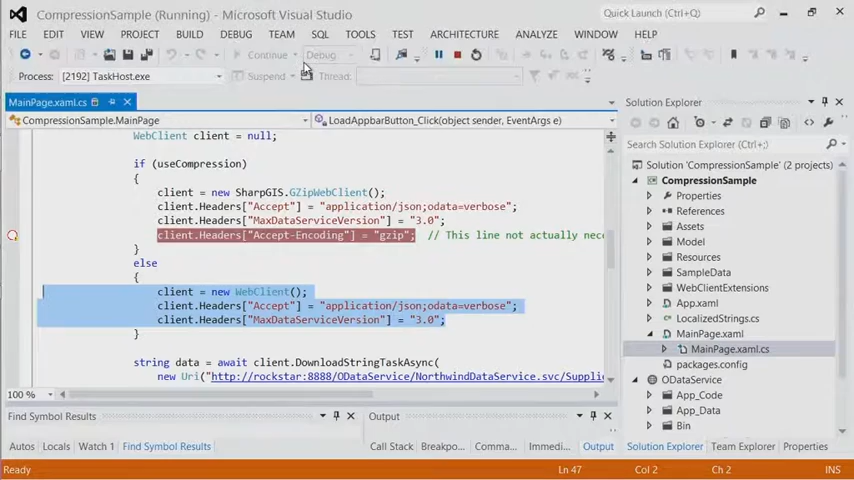 CompressionSample (Running) - Microsoft Visual Studio
Quick Launch (Ctrl+Q)
FILE EDIT VIEW PROJECT BUILD DEBUG TEAM SQL TOOLS TEST ARCHITECTURE ANALYZE WINDOW HELP
Continue Debug
Process: [2192] TaskHost.exe Suspend Thread:
MainPage.xaml.cs
CompressionSample.MainPage LoadAppbarButton_Click(object sender, EventArgs e)
WebClient client = null;
if (useCompression)
{
client = new SharpGIS.GZipWebClient();
client.Headers["Accept"] = "application/json;odata=verbose";
client.Headers["MaxDataServiceVersion"] = "3.0";
client.Headers["Accept-Encoding"] = "gzip"; // This line not actually nece
}
else
{
client = new WebClient();
client.Headers["Accept"] = "application/json;odata=verbose";
client.Headers["MaxDataServiceVersion"] = "3.0";
}
string data = await client.DownloadStringTaskAsync(
new Uri("http://rockstar:8888/ODataService/NorthwindDataService.svc/Supplie
100 %
Find Symbol Results
Output
Autos Locals Watch 1 Find Symbol Results
Call Stack Breakpo... Comma... Immedi... Output
Solution Explorer
Search Solution Explorer (Ctrl+;)
Solution 'CompressionSample' (2 projects)
CompressionSample
Properties
References
Assets
Model
Resources
SampleData
WebClientExtensions
App.xaml
LocalizedStrings.cs
MainPage.xaml
MainPage.xaml.cs
packages.config
ODataService
App_Code
App_Data
Bin
Solution Explorer Team Explorer Properties
Ready Ln 47 Col 2 Ch 2 INS